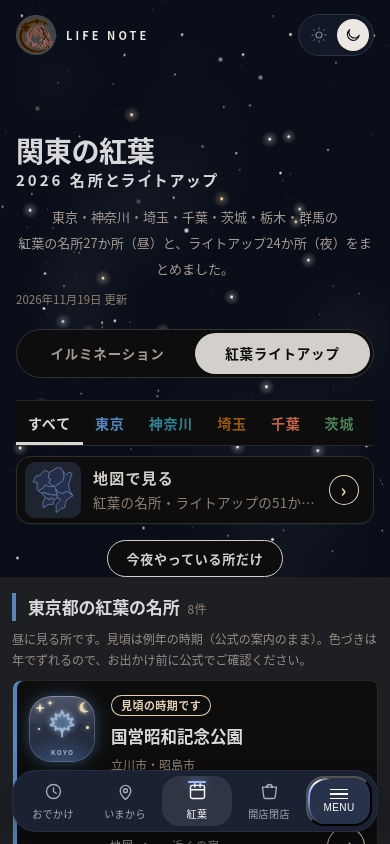 LIFE NOTE
関東の紅葉
2026 名所とライトアップ
東京・神奈川・埼玉・千葉・茨城・栃木・群馬の
紅葉の名所27か所（昼）と、ライトアップ24か所（夜）をま
とめました。
2026年11月19日 更新
イルミネーション
紅葉ライトアップ
すべて 東京 神奈川 埼玉 千葉 茨城
地図で見る
紅葉の名所・ライトアップの51か…
今夜やっている所だけ
東京都の紅葉の名所 8件
昼に見る所です。見頃は例年の時期（公式の案内のまま）。色づきは
年でずれるので、お出かけ前に公式でご確認ください。
見頃の時期です
国営昭和記念公園
KOYO
立川市・昭島市
おでかけ いまから 紅葉 開店閉店 MENU